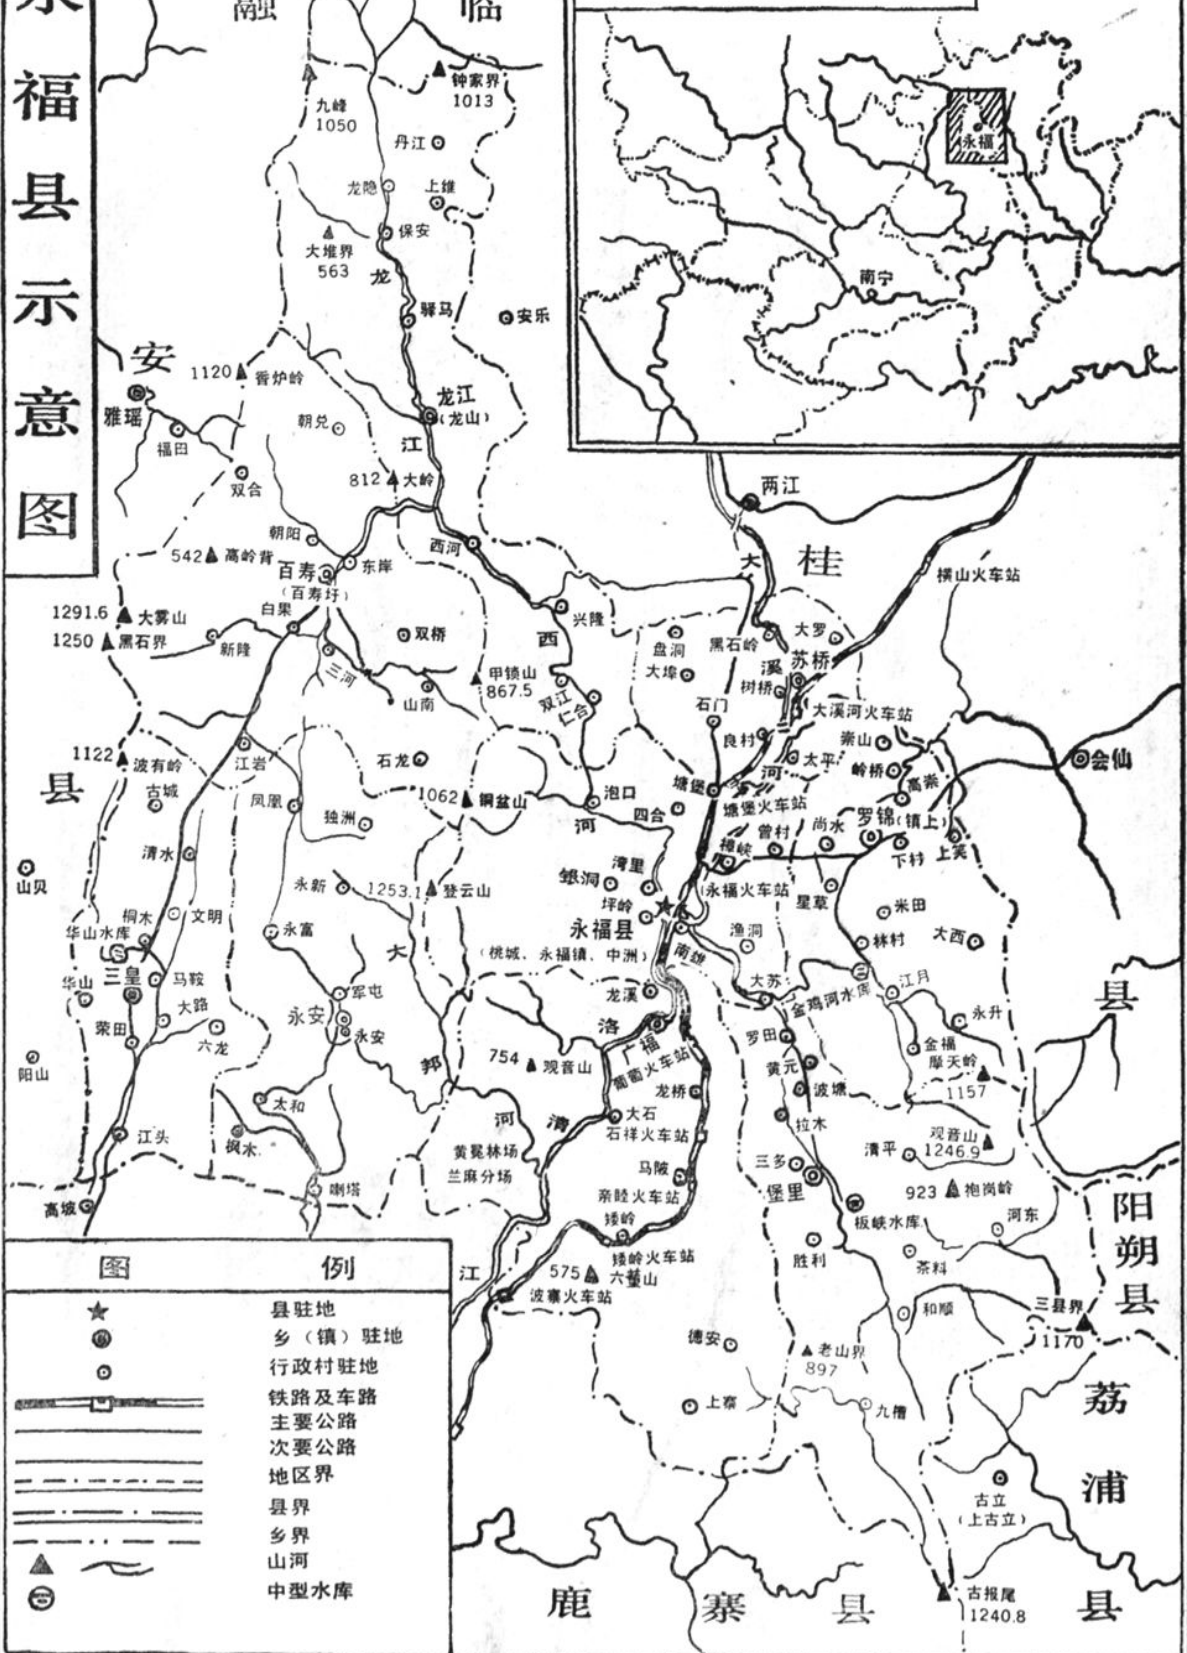 永福县示意图
融
临
钟家界
1013
九峰
1050
丹江
龙隐
上维
保安
大堆界
563
龙
驿马
安乐
永福
南宁
安
1120
香炉岭
雅瑶
福田
双合
朝兑
龙江
(龙山)
江
812
大岭
两江
朝阳
西河
542
高岭背
百寿
(百寿圩)
东岸
大
桂
横山火车站
1291.6
大雾山
1250
黑石界
白果
新隆
三河
双桥
山南
甲锁山
867.5
兴隆
西
双江
仁合
盘洞
大埠
黑石岭
大罗
溪
苏桥
树桥
石门
大溪河火车站
良村
河
太平
崇山
岭桥
高崇
会仙
1122
波有岭
县
古城
江岩
石龙
凤凰
独洲
1062
铜盆山
泡口
河
四合
塘堡
塘堡火车站
曾村
尚水
罗锦(镇上)
清水
樟峡
下村
上笑
山贝
永新
1253.1
登云山
银洞
湾里
坪岭
永福火车站
星草
米田
桐木
文明
华山水库
永富
大
永福县
(桃城、永福镇、中洲)
南雄
渔洞
林村
大西
华山
三皇
马鞍
军屯
龙溪
大苏
金鸡河水库
江月
县
荣田
大路
六龙
永安
永安
洛
广福
罗田
永升
阳山
邦
754
观音山
葡萄火车站
黄元
金福
摩天岭
1157
太和
龙桥
波塘
江头
枫木
河
清
大石
石祥火车站
拉木
清平
观音山
1246.9
黄冕林场
兰麻分场
马陂
三多
堡里
高坡
喇塔
亲睦火车站
板峡水库
923
袍岗岭
河东
阳朔县
矮岭
矮岭火车站
胜利
茶料
江
575
波寨火车站
和顺
三县界
1170
德安
老山界
897
荔浦县
上寨
九槽
古立
(上古立)
鹿寨县
古报尾
1240.8
图例
县驻地
乡（镇）驻地
行政村驻地
铁路及车路
主要公路
次要公路
地区界
县界
乡界
山河
中型水库